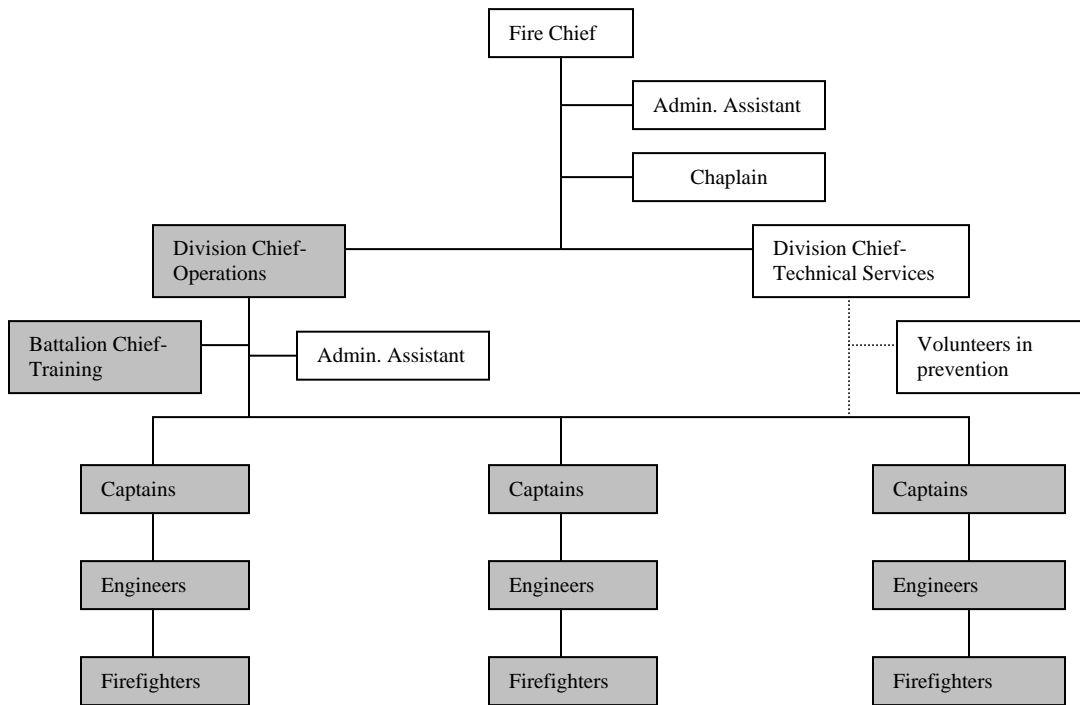 Fire Chief
Admin. Assistant
Chaplain
Division Chief-
Operations
Division Chief-
Technical Services
Battalion Chief-
Training
Admin. Assistant
Volunteers in
prevention
Captains
Captains
Captains
Engineers
Engineers
Engineers
Firefighters
Firefighters
Firefighters